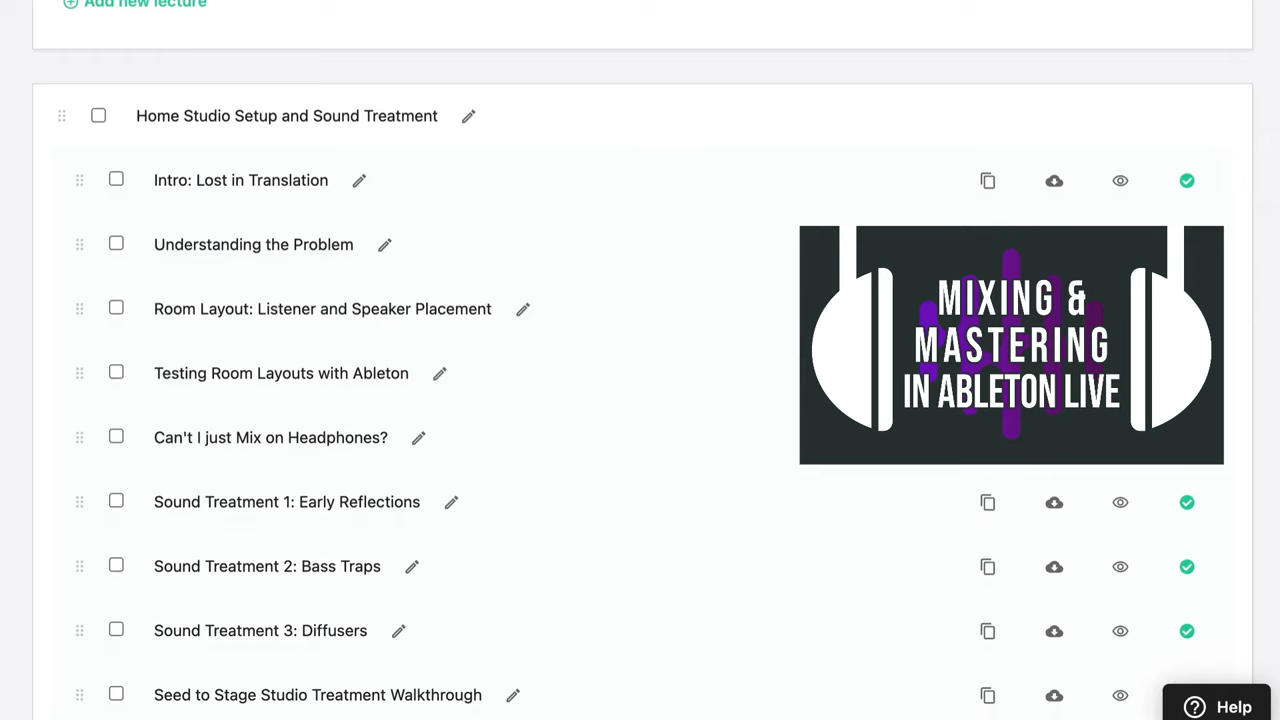 Add new lecture
Home Studio Setup and Sound Treatment
Intro: Lost in Translation
Understanding the Problem
Room Layout: Listener and Speaker Placement
Testing Room Layouts with Ableton
Can't I just Mix on Headphones?
MIXING &
MASTERING
IN ABLETON LIVE
Sound Treatment 1: Early Reflections
Sound Treatment 2: Bass Traps
Sound Treatment 3: Diffusers
Seed to Stage Studio Treatment Walkthrough
Help